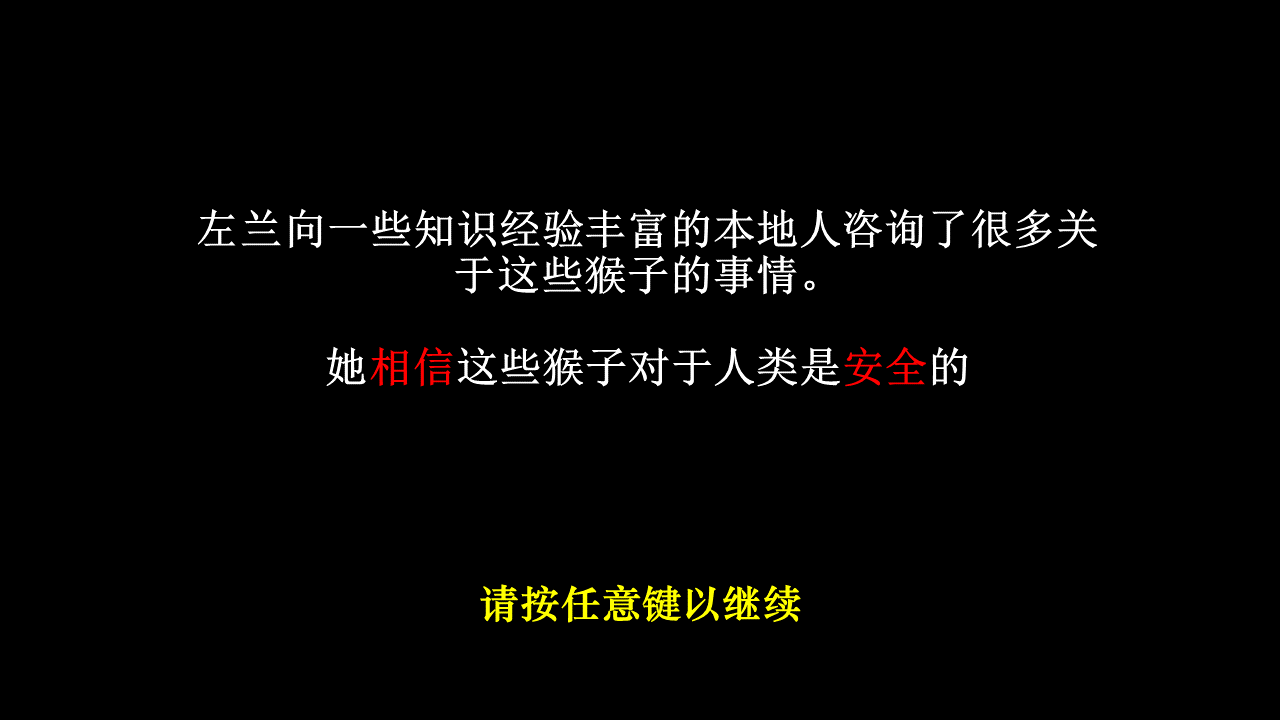 左兰向一些知识经验丰富的本地人咨询了很多关
于这些猴子的事情。
她相信这些猴子对于人类是安全的
请按任意键以继续